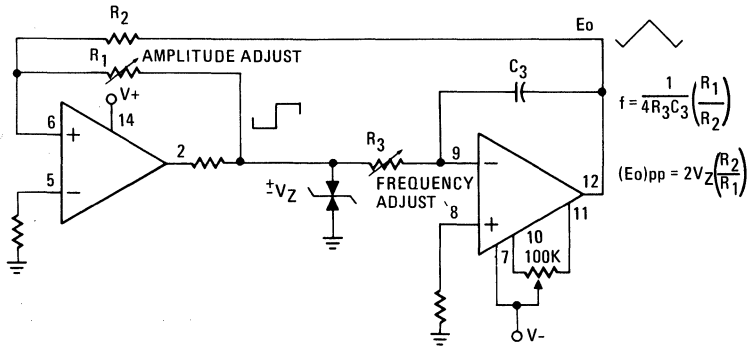 R2
Eo
R1 AMPLITUDE ADJUST
V+
14
6
+
5
−
2
±VZ
R3
FREQUENCY
ADJUST
C3
9
−
8
+
12
11
10
7
100K
V-
f = 1/4R3C3 (R1/R2)
(Eo)pp = 2VZ(R2/R1)